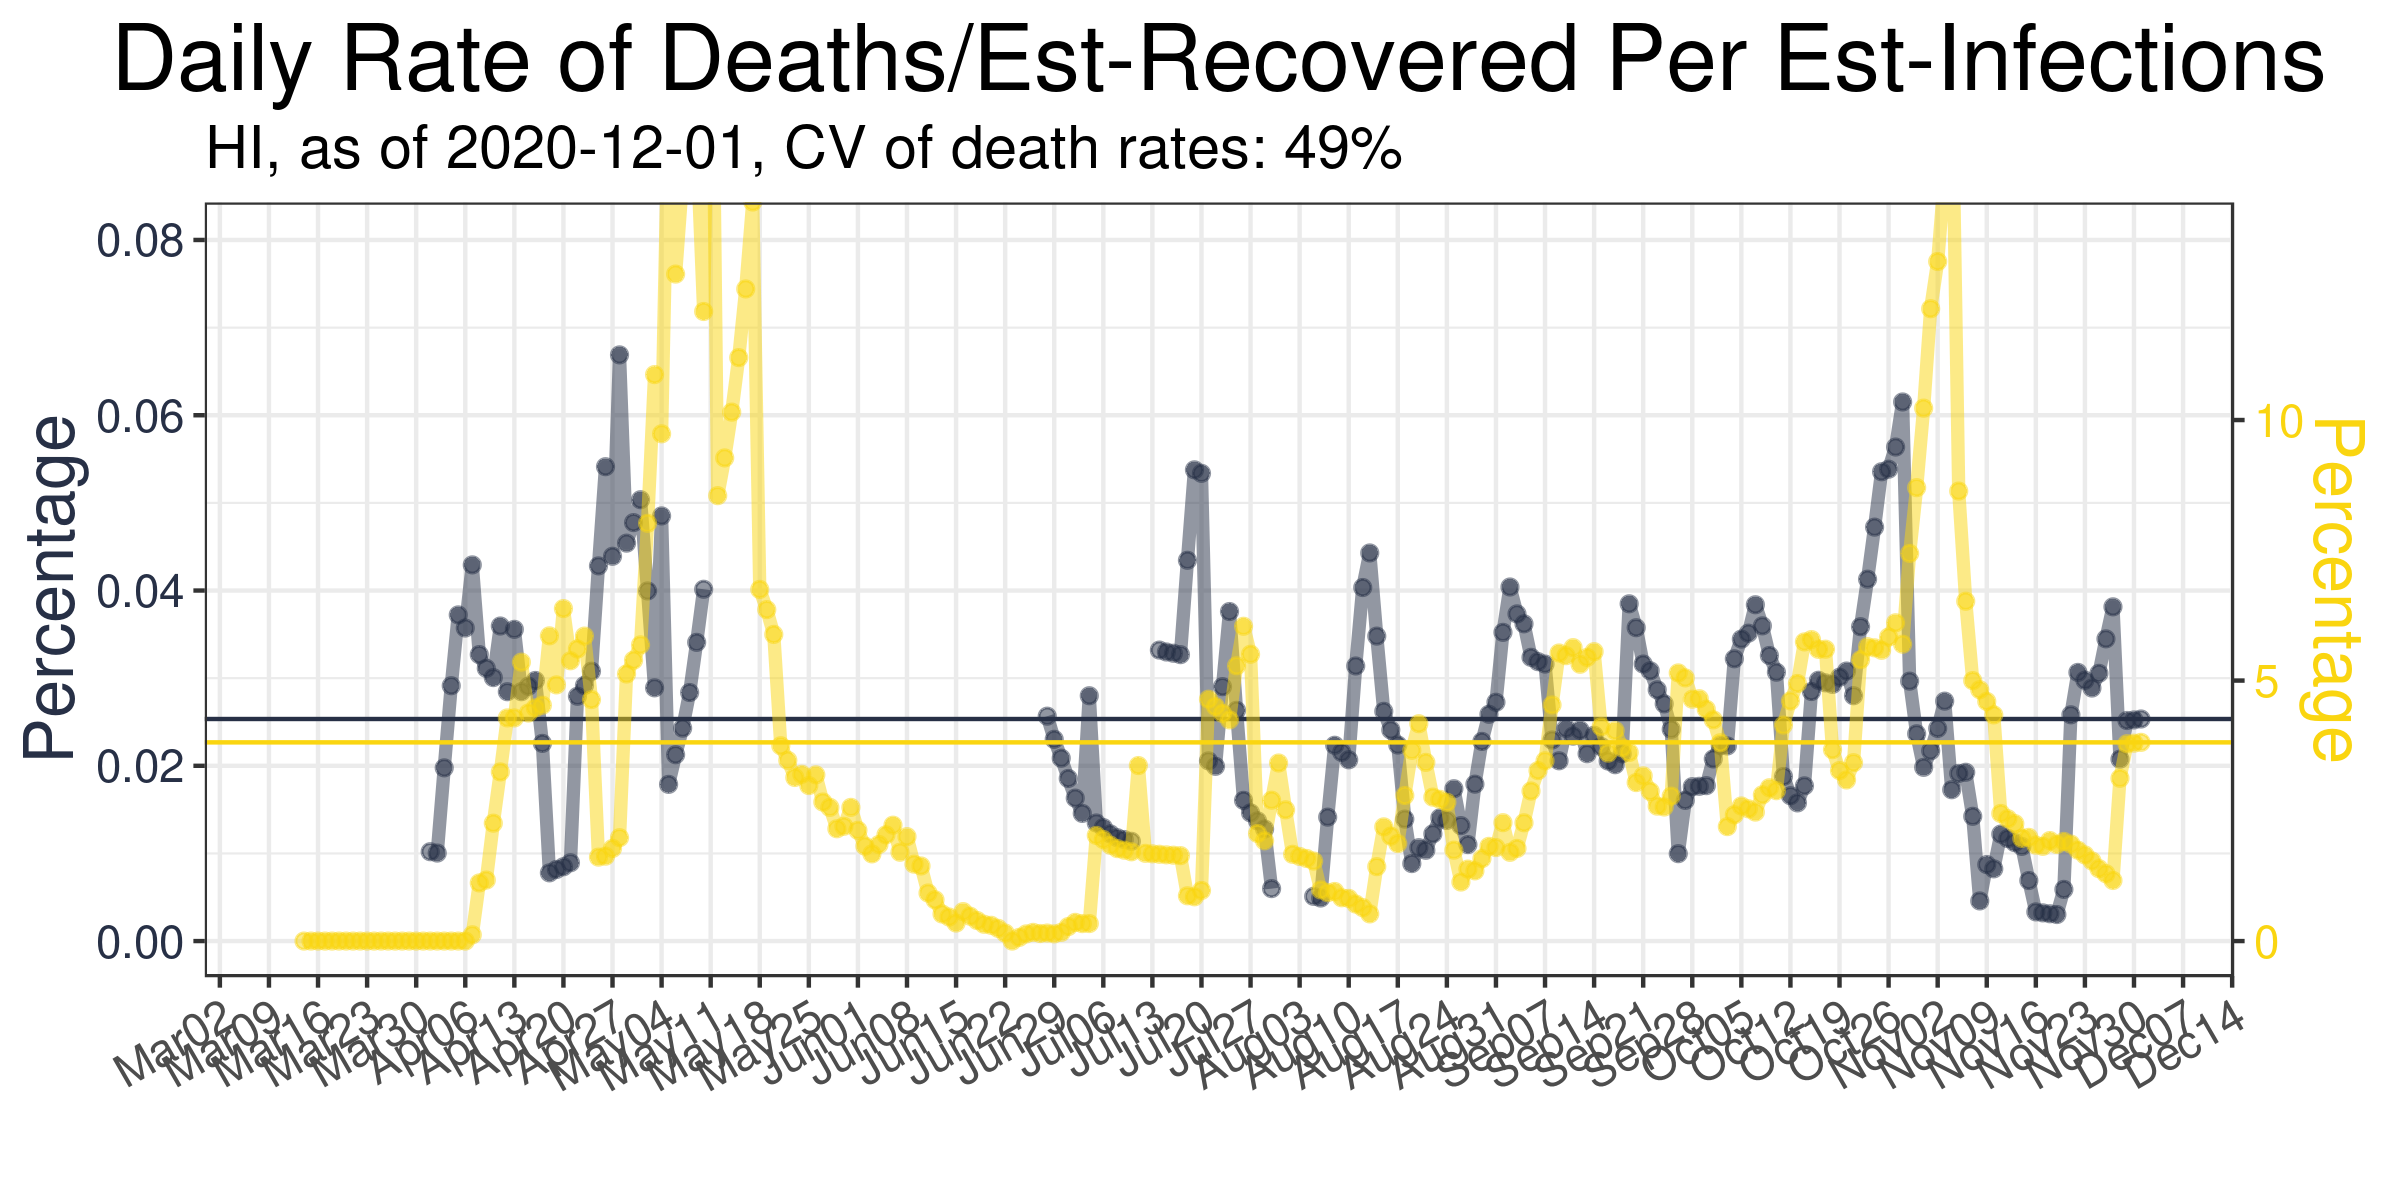 Daily Rate of Deaths/Est-Recovered Per Est-Infections
HI, as of 2020-12-01, CV of death rates: 49%
Percentage
0.08
0.06
0.04
0.02
0.00
10
5
0
Percentage
Mar02
Mar09
Mar16
Mar23
Mar30
Apr06
Apr13
Apr20
Apr27
May04
May11
May18
May25
Jun01
Jun08
Jun15
Jun22
Jun29
Jul06
Jul13
Jul20
Jul27
Aug03
Aug10
Aug17
Aug24
Aug31
Sep07
Sep14
Sep21
Sep28
Oct05
Oct12
Oct19
Oct26
Nov02
Nov09
Nov16
Nov23
Nov30
Dec07
Dec14